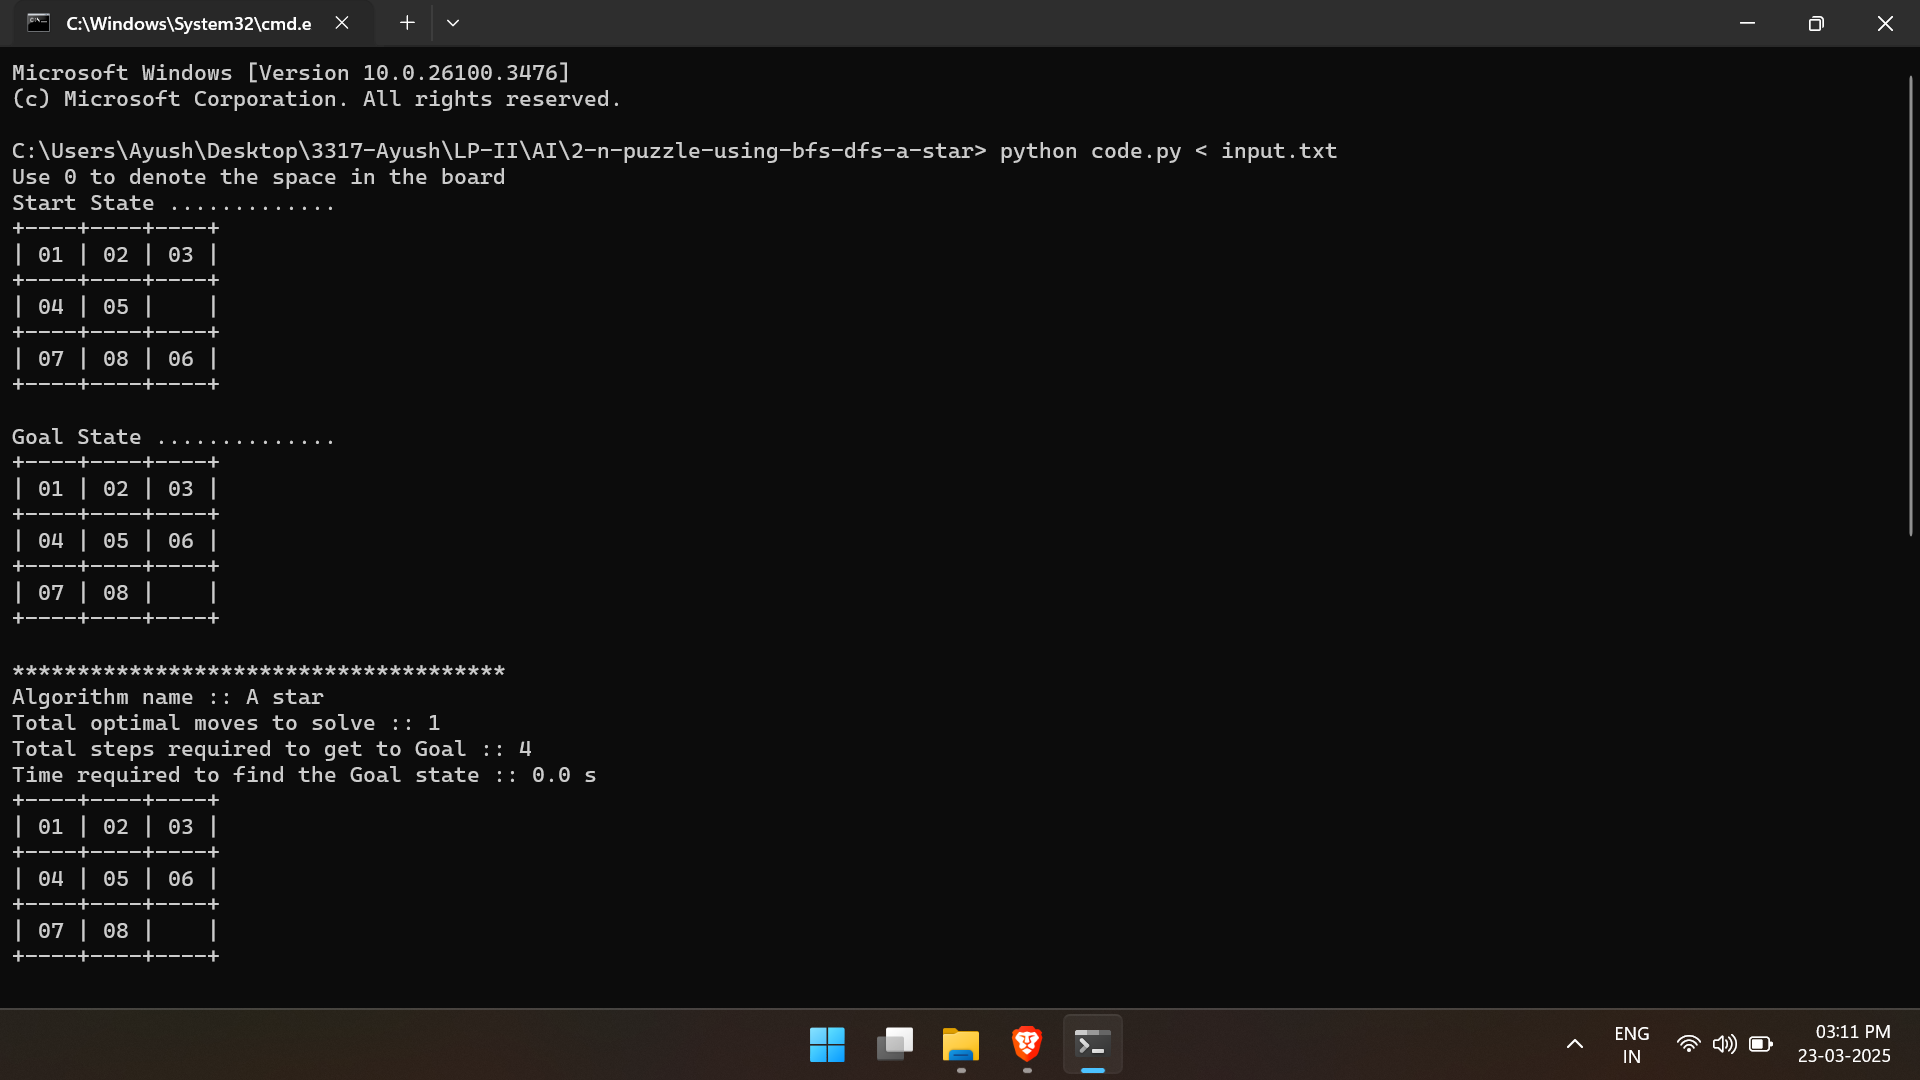 C:\Windows\System32\cmd.e
Microsoft Windows [Version 10.0.26100.3476]
(c) Microsoft Corporation. All rights reserved.
C:\Users\Ayush\Desktop\3317-Ayush\LP-II\AI\2-n-puzzle-using-bfs-dfs-a-star> python code.py < input.txt
Use 0 to denote the space in the board
Start State .............
+----+----+----+
| 01 | 02 | 03 |
+----+----+----+
| 04 | 05 |    |
+----+----+----+
| 07 | 08 | 06 |
+----+----+----+
Goal State ..............
+----+----+----+
| 01 | 02 | 03 |
+----+----+----+
| 04 | 05 | 06 |
+----+----+----+
| 07 | 08 |    |
+----+----+----+
**************************************
Algorithm name :: A star
Total optimal moves to solve :: 1
Total steps required to get to Goal :: 4
Time required to find the Goal state :: 0.0 s
+----+----+----+
| 01 | 02 | 03 |
+----+----+----+
| 04 | 05 | 06 |
+----+----+----+
| 07 | 08 |    |
+----+----+----+
ENG
IN
03:11 PM
23-03-2025